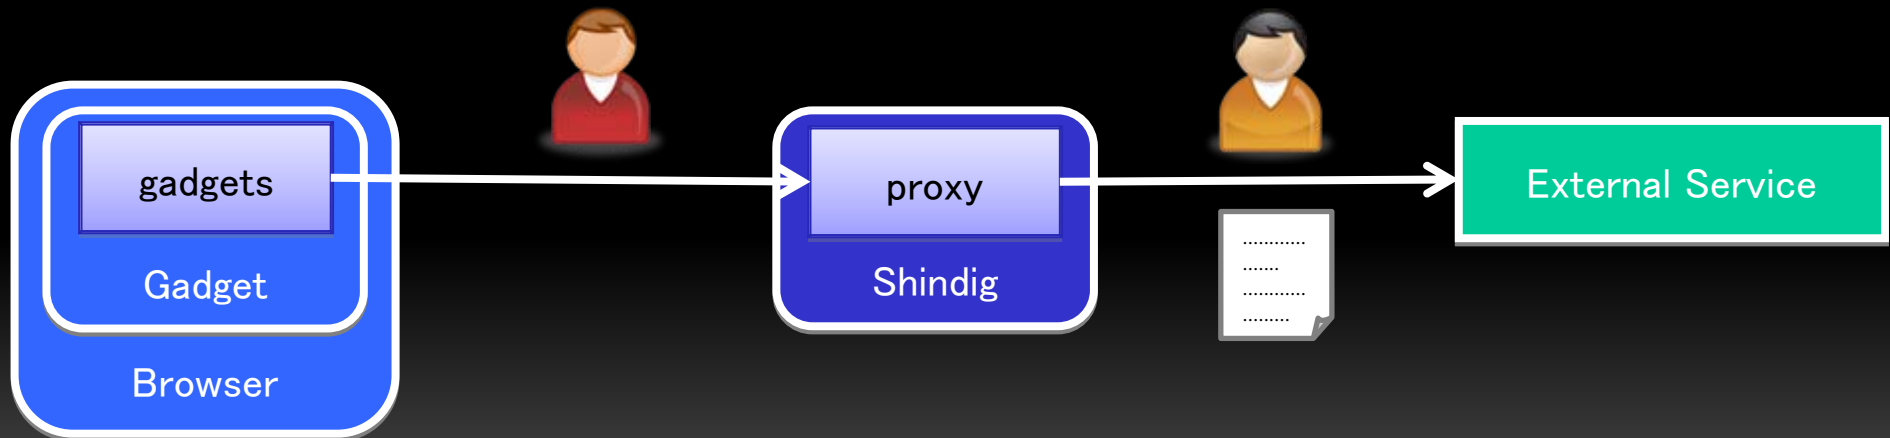 gadgets
Gadget
Browser
proxy
Shindig
External Service
............
.......
............
.........